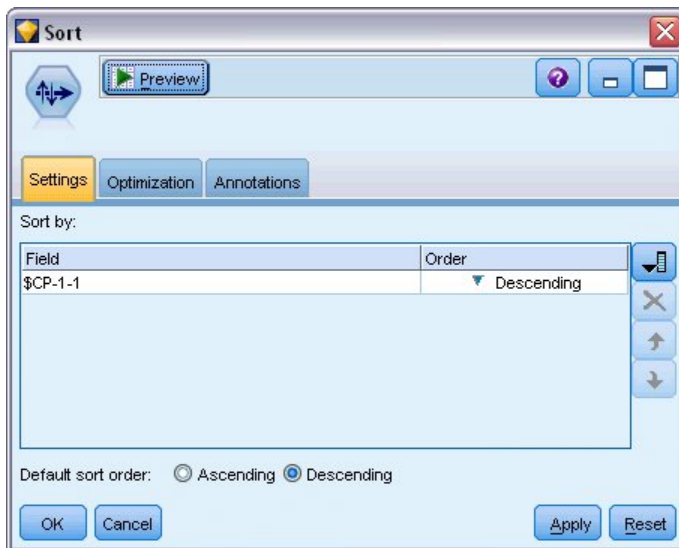 Sort
Preview
Settings Optimization Annotations
Sort by:
Field Order
$CP-1-1 Descending
Default sort order: Ascending Descending
OK Cancel Apply Reset